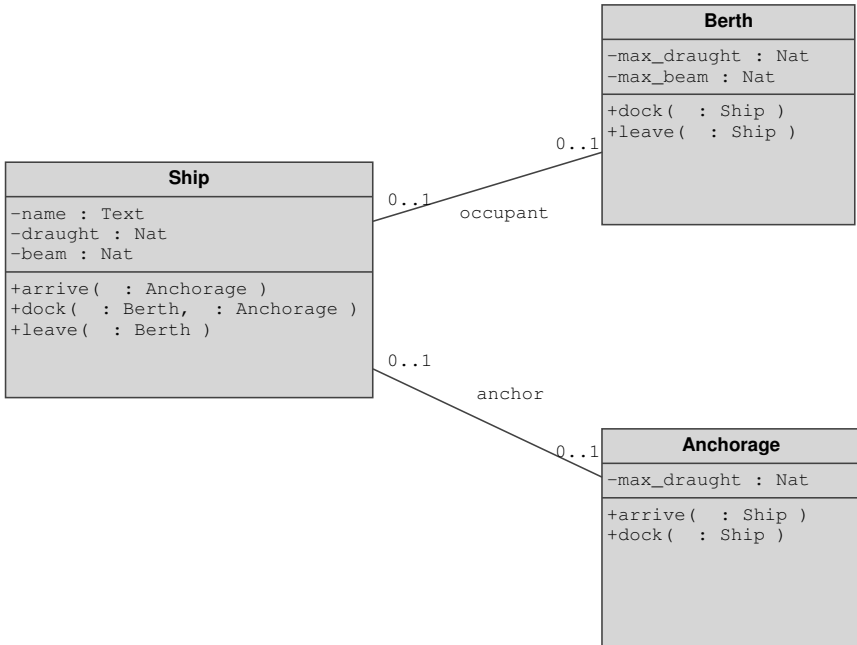 Berth
-max_draught : Nat
-max_beam : Nat
+dock(  : Ship )
+leave(  : Ship )
0..1
Ship
-name : Text
-draught : Nat
-beam : Nat
+arrive(  : Anchorage )
+dock(  : Berth,  : Anchorage )
+leave(  : Berth )
0..1
occupant
0..1
anchor
0..1
Anchorage
-max_draught : Nat
+arrive(  : Ship )
+dock(  : Ship )